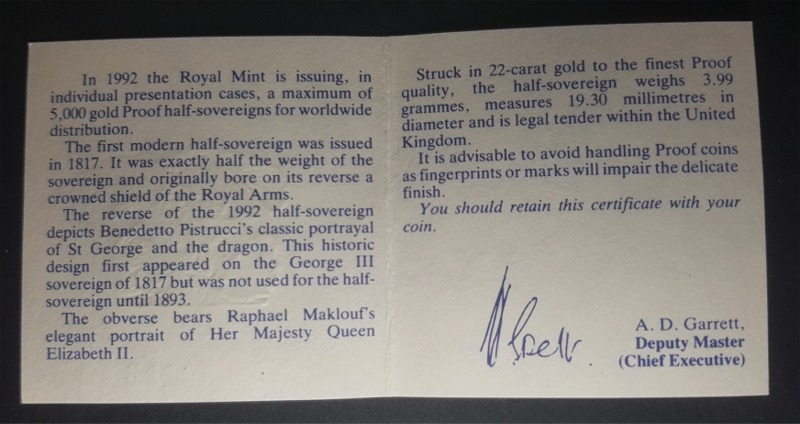 In 1992 the Royal Mint is issuing, in
individual presentation cases, a maximum of
5,000 gold Proof half-sovereigns for worldwide
distribution.
The first modern half-sovereign was issued
in 1817. It was exactly half the weight of the
sovereign and originally bore on its reverse a
crowned shield of the Royal Arms.
The reverse of the 1992 half-sovereign
depicts Benedetto Pistrucci's classic portrayal
of St George and the dragon. This historic
design first appeared on the George III
sovereign of 1817 but was not used for the half-
sovereign until 1893.
The obverse bears Raphael Maklouf's
elegant portrait of Her Majesty Queen
Elizabeth II.
Struck in 22-carat gold to the finest Proof
quality, the half-sovereign weighs 3.99
grammes, measures 19.30 millimetres in
diameter and is legal tender within the United
Kingdom.
It is advisable to avoid handling Proof coins
as fingerprints or marks will impair the delicate
finish.
You should retain this certificate with your
coin.
A. D. Garrett,
Deputy Master
(Chief Executive)